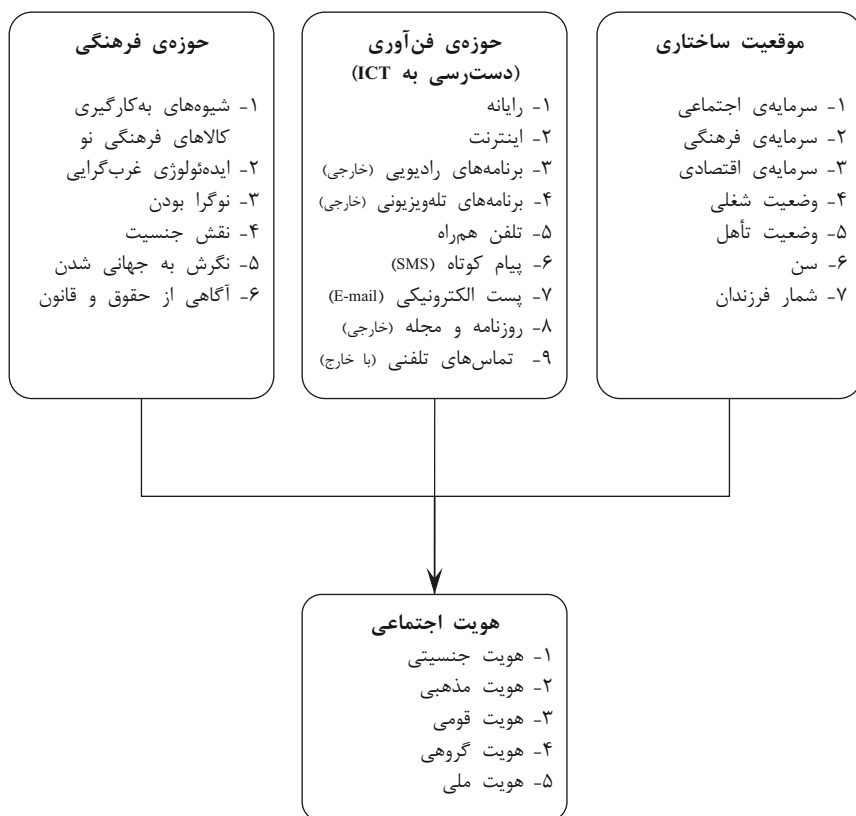 موقعیت ساختاری
۱- سرمایه‌ی اجتماعی
۲- سرمایه‌ی فرهنگی
۳- سرمایه‌ی اقتصادی
۴- وضعیت شغلی
۵- وضعیت تأهل
۶- سن
۷- شمار فرزندان
حوزه‌ی فن‌آوری
(دست‌رسی به ICT)
۱- رایانه
۲- اینترنت
۳- برنامه‌های رادیویی (خارجی)
۴- برنامه‌های تله‌ویزیونی (خارجی)
۵- تلفن هم‌راه
۶- پیام کوتاه (SMS)
۷- پست الکترونیکی (E-mail)
۸- روزنامه و مجله (خارجی)
۹- تماس‌های تلفنی (با خارج)
حوزه‌ی فرهنگی
۱- شیوه‌های به‌کارگیری
کالاهای فرهنگی نو
۲- ایده‌ئولوژی غرب‌گرایی
۳- نوگرا بودن
۴- نقش جنسیت
۵- نگرش به جهانی شدن
۶- آگاهی از حقوق و قانون
هویت اجتماعی
۱- هویت جنسیتی
۲- هویت مذهبی
۳- هویت قومی
۴- هویت گروهی
۵- هویت ملی